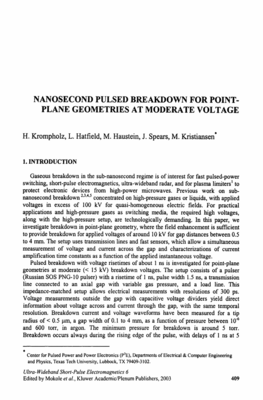 NANOSECOND PULSED BREAKDOWN FOR POINT-
PLANE GEOMETRIES AT MODERATE VOLTAGE
H. Krompholz, L. Hatfield, M. Haustein, J. Spears, M. Kristiansen*
1. INTRODUCTION
Gaseous breakdown in the sub-nanosecond regime is of interest for fast pulsed-power
switching, short-pulse electromagnetics, ultra-wideband radar, and for plasma limiters1 to
protect electronic devices from high-power microwaves. Previous work on sub-
nanosecond breakdown2,3,4,5 concentrated on high-pressure gases or liquids, with applied
voltages in excess of 100 kV for quasi-homogeneous electric fields. For practical
applications and high-pressure gases as switching media, the required high voltages,
along with the high-pressure setup, are technologically demanding. In this paper, we
investigate breakdown in point-plane geometry, where the field enhancement is sufficient
to provide breakdown for applied voltages of around 10 kV for gap distances between 0.5
to 4 mm. The setup uses transmission lines and fast sensors, which allow a simultaneous
measurement of voltage and current across the gap and characterizations of current
amplification time constants as a function of the applied instantaneous voltage.
Pulsed breakdown with voltage risetimes of about 1 ns is investigated for point-plane
geometries at moderate (< 15 kV) breakdown voltages. The setup consists of a pulser
(Russian SOS PNG-10 pulser) with a risetime of 1 ns, pulse width 1.5 ns, a transmission
line connected to an axial gap with variable gap pressure, and a load line. This
impedance-matched setup allows electrical measurements with resolutions of 300 ps.
Voltage measurements outside the gap with capacitive voltage dividers yield direct
information about voltage across and current through the gap, with the same temporal
resolution. Breakdown current and voltage waveforms have been measured for a tip
radius of < 0.5 μm, a gap width of 0.1 to 4 mm, as a function of pressure between 10-6
and 600 torr, in argon. The minimum for breakdown is around 5 torr.
Breakdown occurs always during the rising edge of the pulse, with delays of 1 ns at 5
* Center for Pulsed Power and Power Electronics (P3E), Departments of Electrical & Computer Engineering
and Physics, Texas Tech University, Lubbock, TX 79409-3102.
Ultra-Wideband Short-Pulse Electromagnetics 6
Edited by Mokole et al., Kluwer Academic/Plenum Publishers, 2003 409